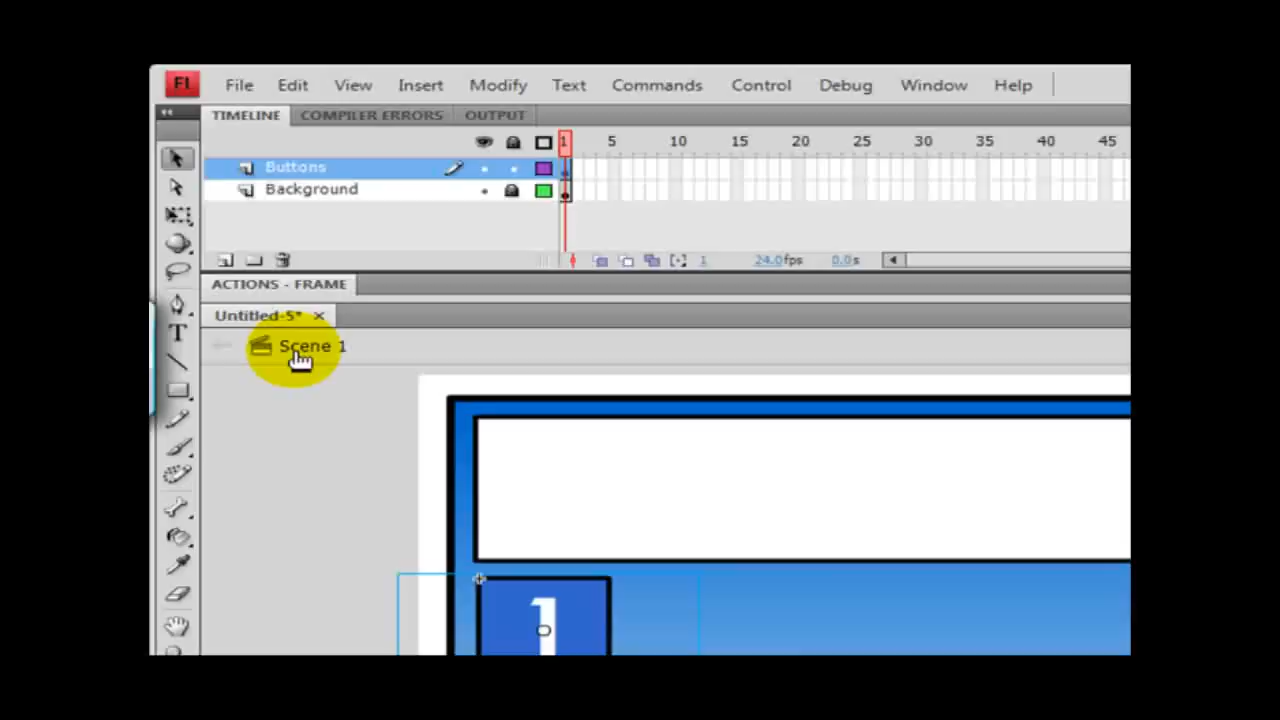 FL File Edit View Insert Modify Text Commands Control Debug Window Help
TIMELINE COMPILER ERRORS OUTPUT
1 5 10 15 20 25 30 35 40 45
Buttons
Background
1 24.0fps 0.0s
ACTIONS - FRAME
Untitled-5* ×
Scene 1
T
1